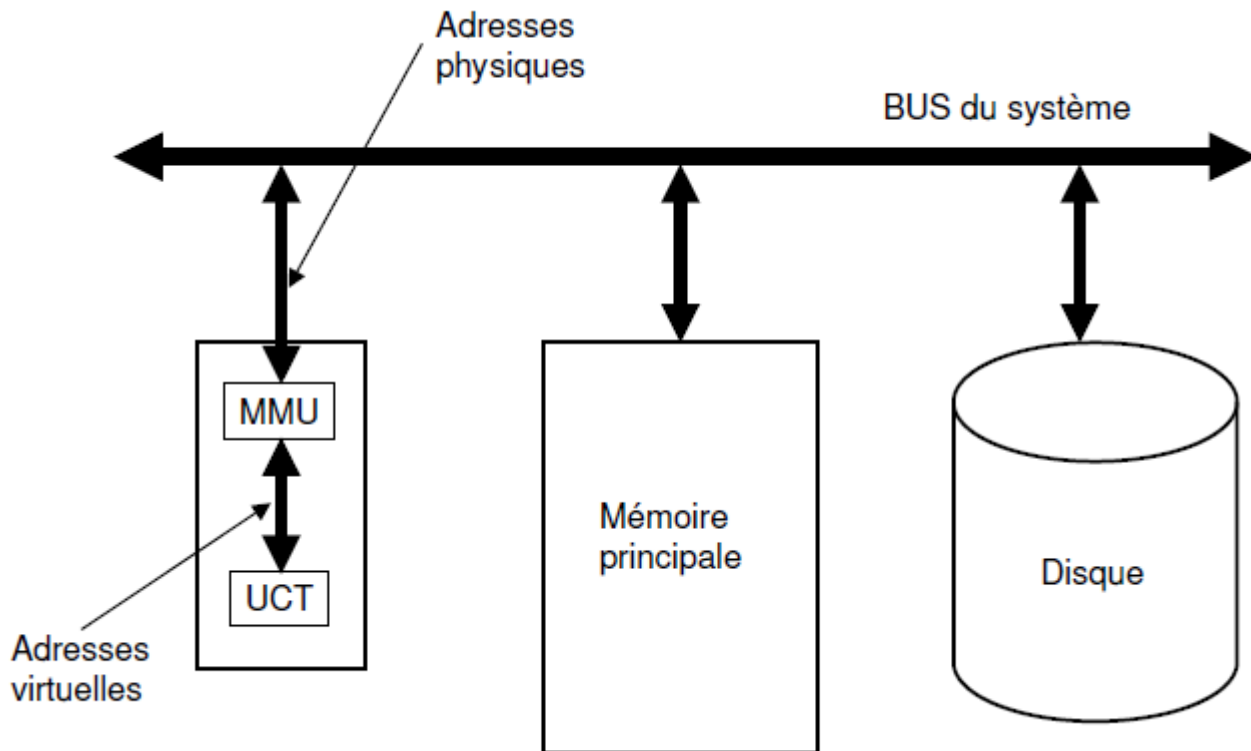 Adresses
physiques
BUS du système
MMU
UCT
Mémoire
principale
Disque
Adresses
virtuelles